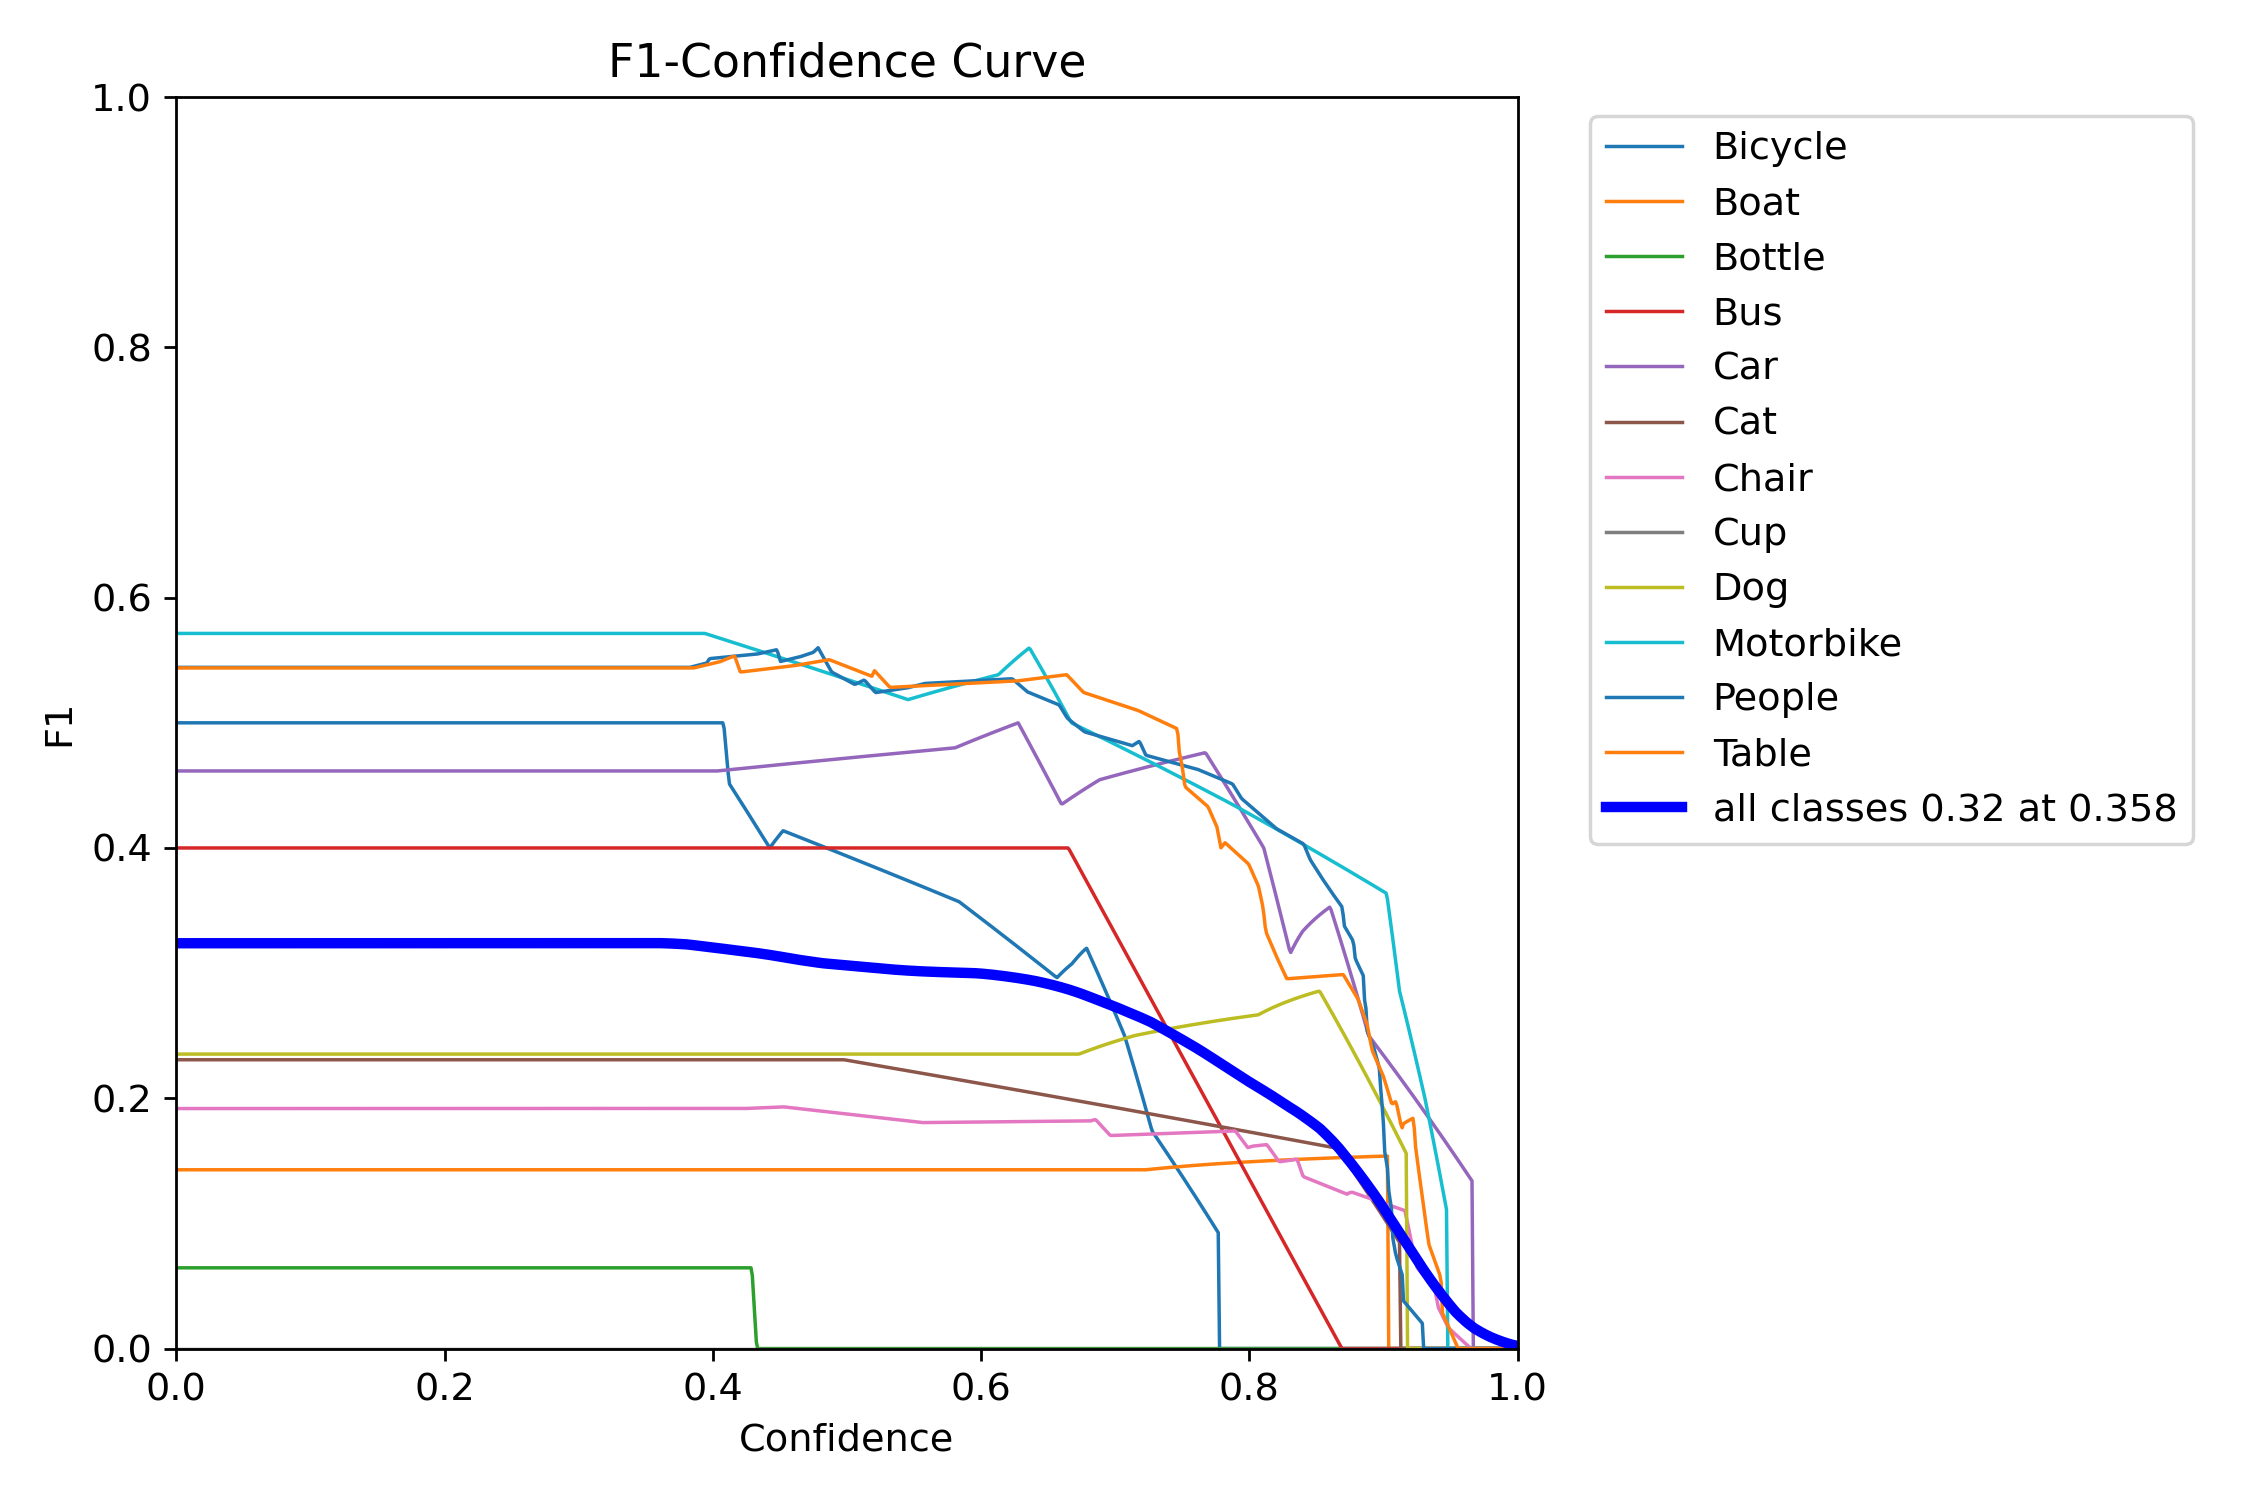 F1-Confidence Curve
1.0
0.8
0.6
0.4
0.2
0.0
F1
0.0 0.2 0.4 0.6 0.8 1.0
Confidence
Bicycle
Boat
Bottle
Bus
Car
Cat
Chair
Cup
Dog
Motorbike
People
Table
all classes 0.32 at 0.358